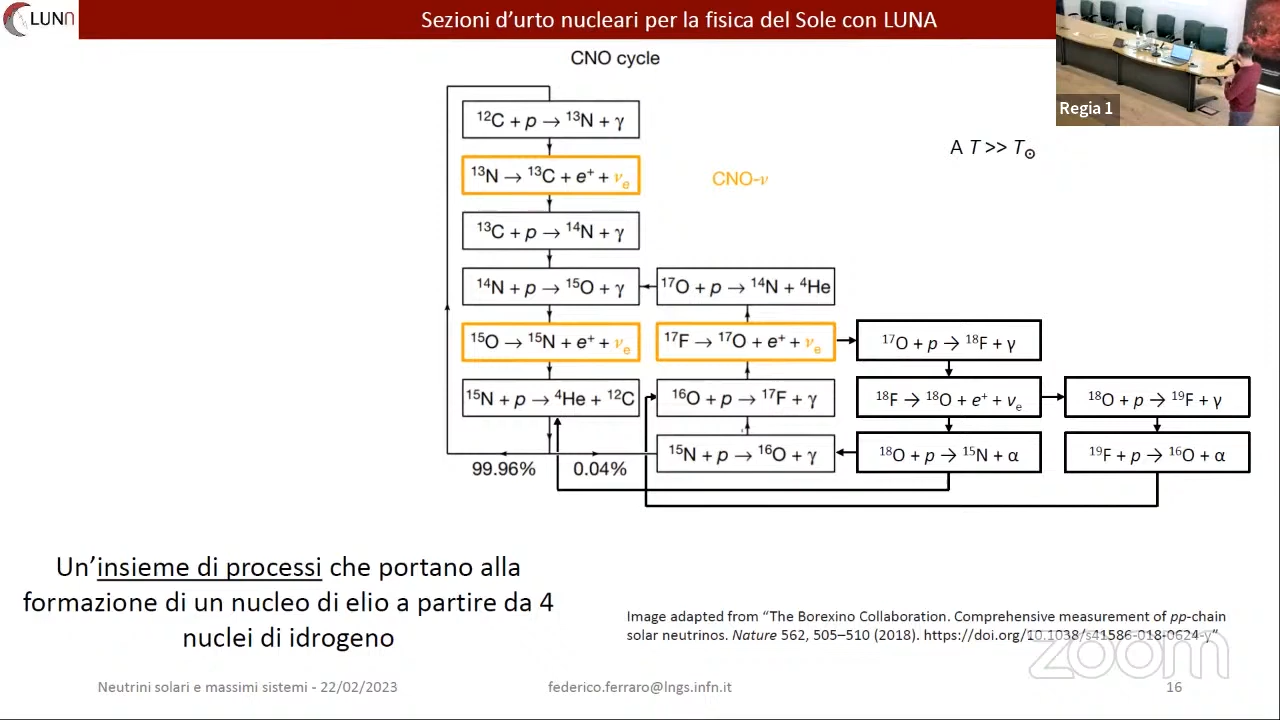 LUNA
Sezioni d'urto nucleari per la fisica del Sole con LUNA
Regia 1
CNO cycle
A T >> T☉
CNO-ν
¹²C + p → ¹³N + γ
¹³N → ¹³C + e⁺ + νₑ
¹³C + p → ¹⁴N + γ
¹⁴N + p → ¹⁵O + γ
¹⁷O + p → ¹⁴N + ⁴He
¹⁵O → ¹⁵N + e⁺ + νₑ
¹⁷F → ¹⁷O + e⁺ + νₑ
¹⁷O + p → ¹⁸F + γ
¹⁵N + p → ⁴He + ¹²C
¹⁶O + p → ¹⁷F + γ
¹⁸F → ¹⁸O + e⁺ + νₑ
¹⁸O + p → ¹⁹F + γ
¹⁵N + p → ¹⁶O + γ
¹⁸O + p → ¹⁵N + α
¹⁹F + p → ¹⁶O + α
99.96%
0.04%
Un'insieme di processi che portano alla
formazione di un nucleo di elio a partire da 4
nuclei di idrogeno
Image adapted from "The Borexino Collaboration. Comprehensive measurement of pp-chain
solar neutrinos. Nature 562, 505–510 (2018). https://doi.org/10.1038/s41586-018-0624-y"
zoom
Neutrini solari e massimi sistemi - 22/02/2023
federico.ferraro@lngs.infn.it
16